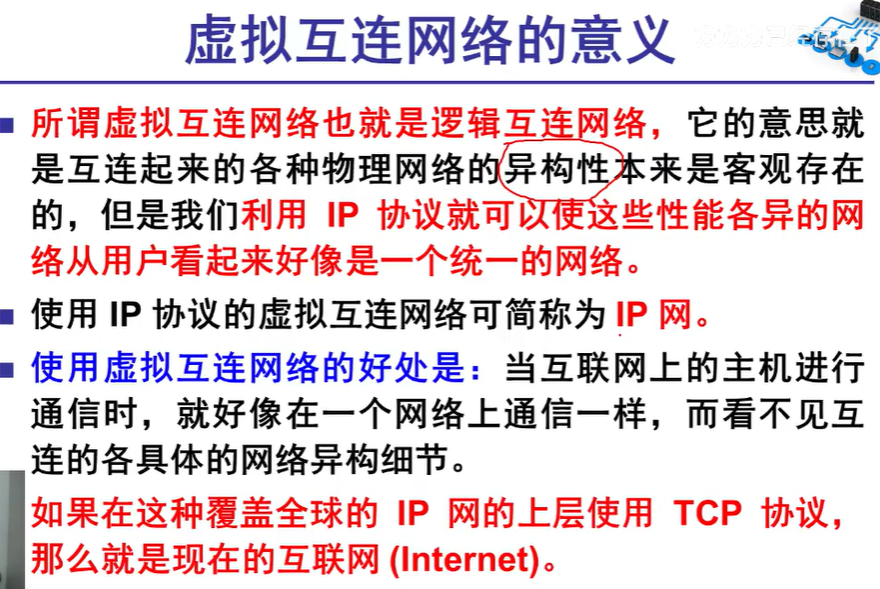 虚拟互连网络的意义
所谓虚拟互连网络也就是逻辑互连网络，它的意思就
是互连起来的各种物理网络的异构性本来是客观存在
的，但是我们利用 IP 协议就可以使这些性能各异的网
络从用户看起来好像是一个统一的网络。
使用 IP 协议的虚拟互连网络可简称为 IP 网。
使用虚拟互连网络的好处是：当互联网上的主机进行
通信时，就好像在一个网络上通信一样，而看不见互
连的各具体的网络异构细节。
如果在这种覆盖全球的 IP 网的上层使用 TCP 协议，
那么就是现在的互联网 (Internet)。